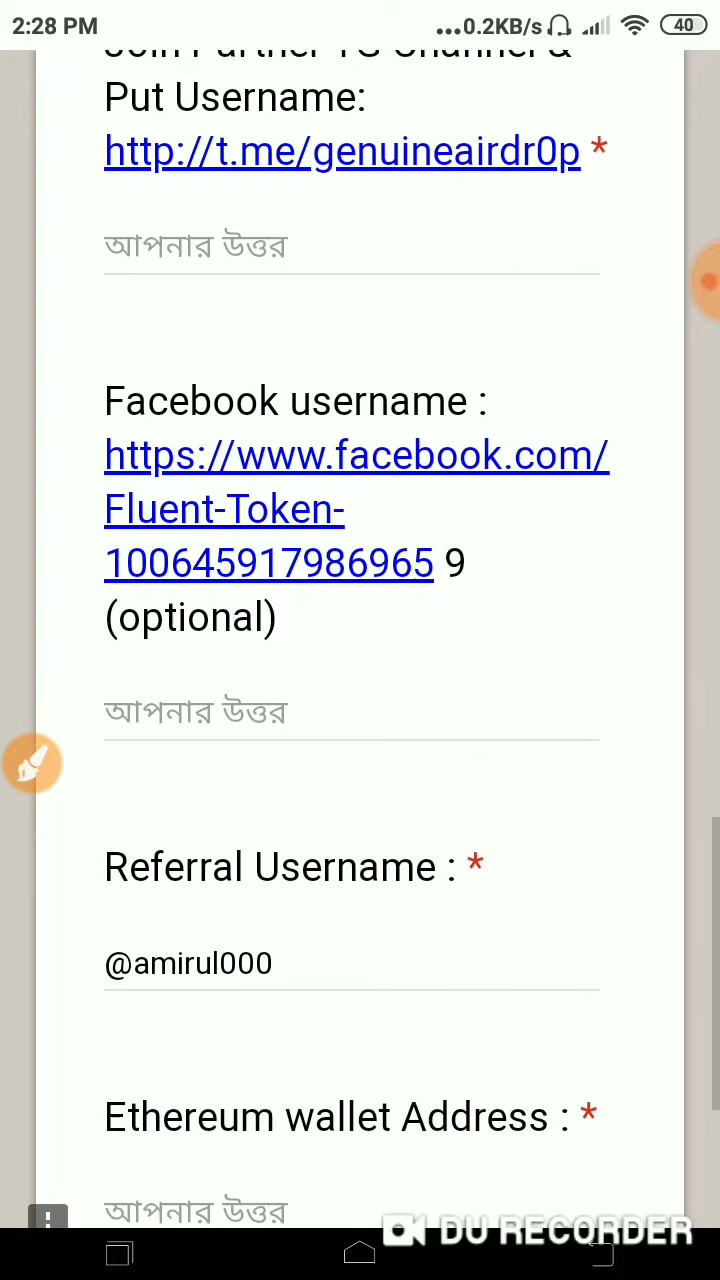 2:28 PM
...0.2KB/s
40
Put Username:
http://t.me/genuineairdr0p *
আপনার উত্তর
Facebook username :
https://www.facebook.com/
Fluent-Token-
100645917986965 9
(optional)
আপনার উত্তর
Referral Username : *
@amirul000
Ethereum wallet Address : *
আপনার উত্তর
DU RECORDER